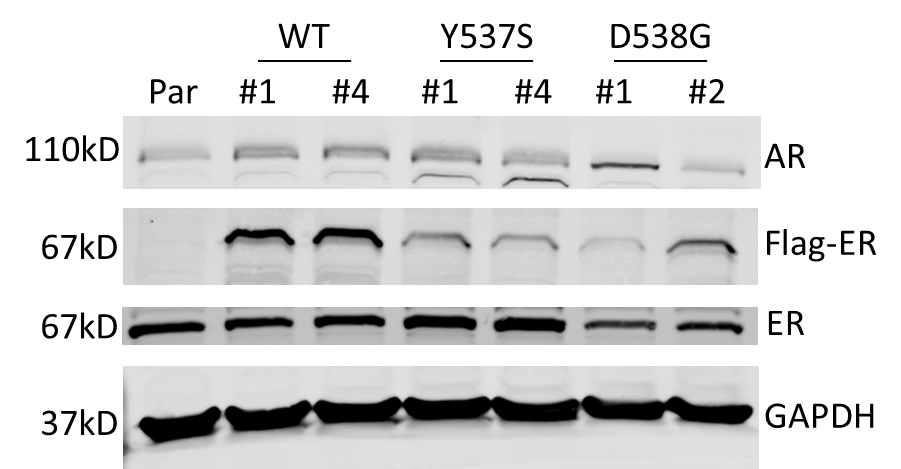 WT Y537S D538G
Par #1 #4 #1 #4 #1 #2
110kD AR
67kD Flag-ER
67kD ER
37kD GAPDH